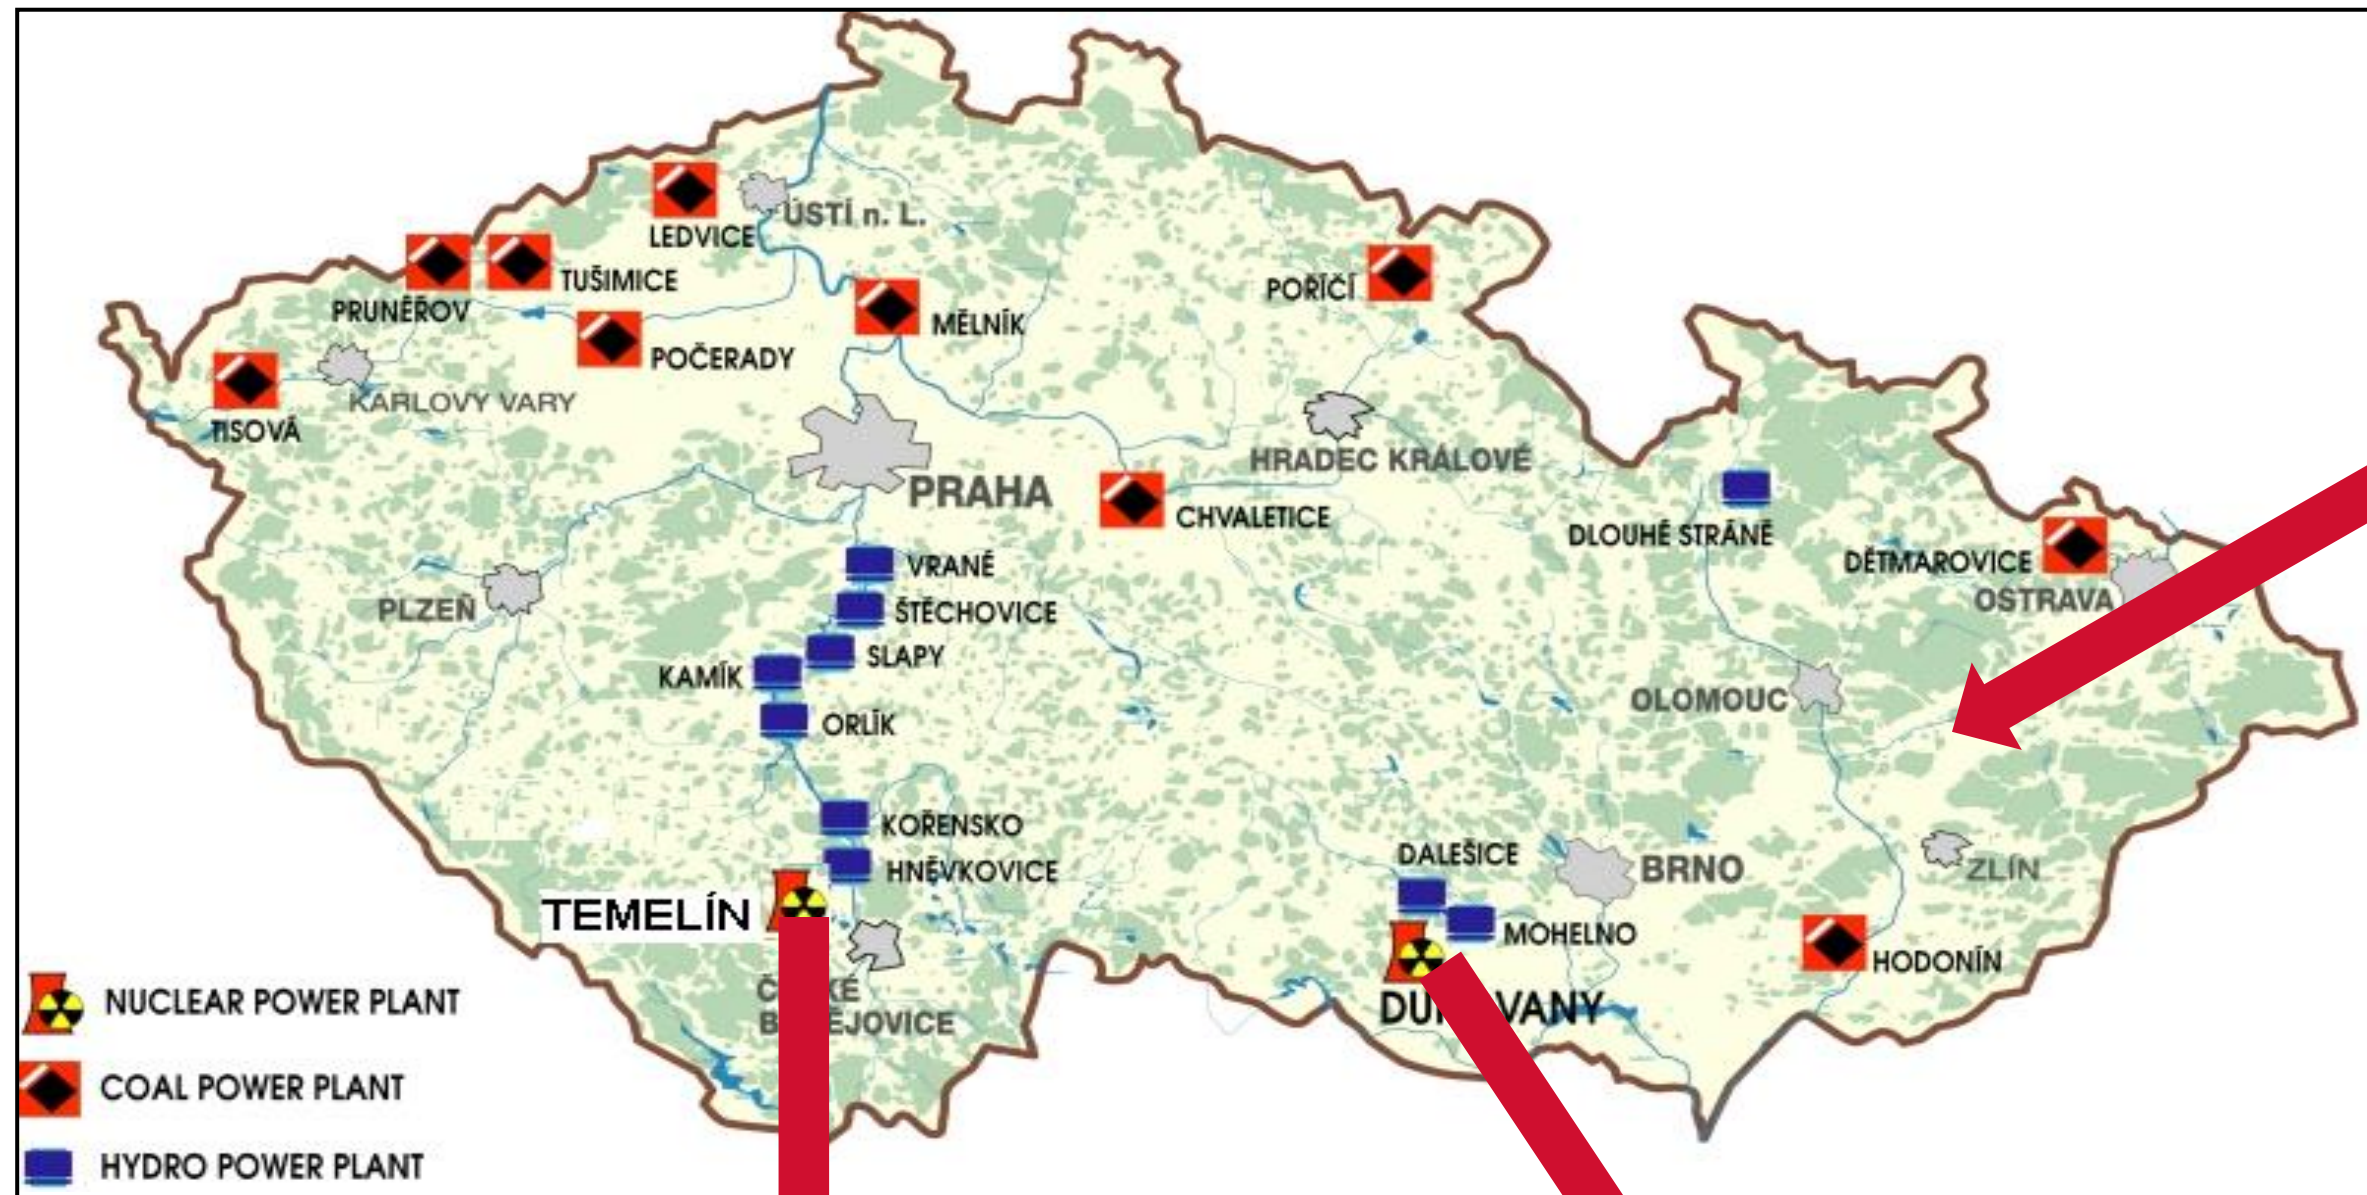 ÚSTÍ n. L.
LEDVICE
TUŠIMICE
PRUNÉŘOV
POŘÍČÍ
MĚLNÍK
POČERADY
KARLOVY VARY
TISOVÁ
HRADEC KRÁLOVÉ
PRAHA
CHVALETICE
DLOUHÉ STRÁNĚ
DĚTMAROVICE
OSTRAVA
VRANÉ
PLZEŇ
ŠTĚCHOVICE
SLAPY
KAMÍK
OLOMOUC
ORLÍK
KOŘENSKO
DALEŠICE
HNĚVKOVICE
BRNO
ZLÍN
TEMELÍN
MOHELNO
HODONÍN
NUCLEAR POWER PLANT
COAL POWER PLANT
HYDRO POWER PLANT